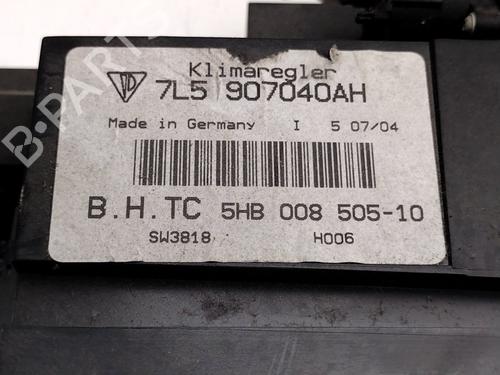 Klimaregler
7L5 907040AH
Made in Germany I 5 07/04
B.H.TC 5HB 008 505-10
SW3818 H006
B-PARTS